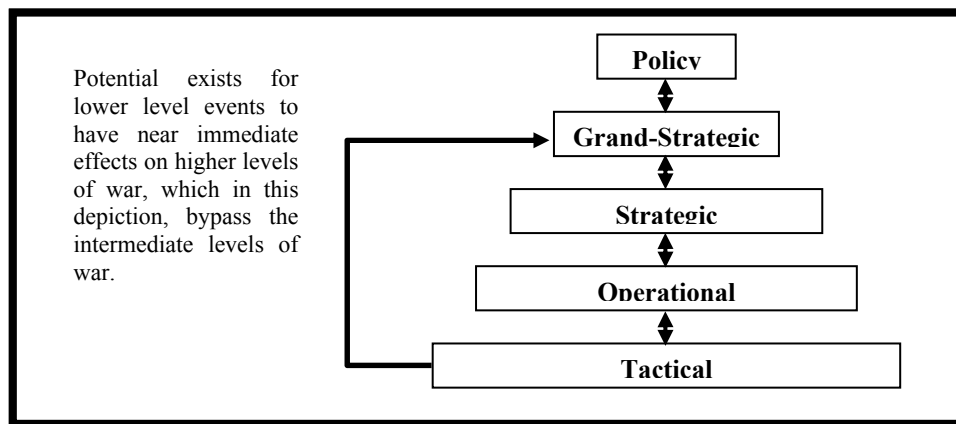 Potential exists for
lower level events to
have near immediate
effects on higher levels
of war, which in this
depiction, bypass the
intermediate levels of
war.
Policy
Grand-Strategic
Strategic
Operational
Tactical